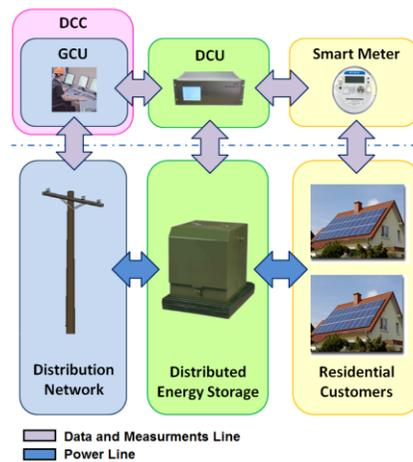 DCC
GCU
DCU
Smart Meter
Distribution
Network
Distributed
Energy Storage
Residential
Customers
Data and Measurments Line
Power Line